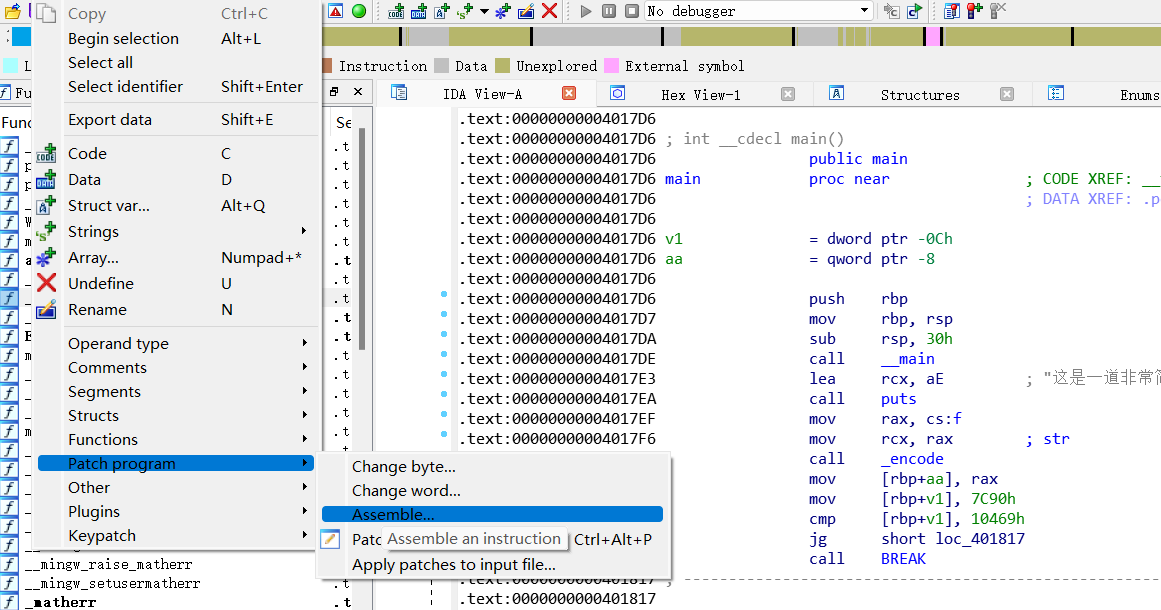 Copy Ctrl+C
Begin selection Alt+L
Select all
Select identifier Shift+Enter
Export data Shift+E
Code C
Data D
Struct var... Alt+Q
Strings
Array... Numpad+*
Undefine U
Rename N
Operand type
Comments
Segments
Structs
Functions
Patch program
Other
Plugins
Keypatch
Change byte...
Change word...
Assemble...
Assemble an instruction Ctrl+Alt+P
Apply patches to input file...
__mingw_raise_matherr
__mingw_setusermatherr
_matherr
No debugger
Instruction Data Unexplored External symbol
IDA View-A Hex View-1 Structures Enums
.text:00000000004017D6
.text:00000000004017D6 ; int __cdecl main()
.text:00000000004017D6 public main
.text:00000000004017D6 main proc near ; CODE XREF:
.text:00000000004017D6 ; DATA XREF:
.text:00000000004017D6
.text:00000000004017D6 v1 = dword ptr -0Ch
.text:00000000004017D6 aa = qword ptr -8
.text:00000000004017D6
.text:00000000004017D6 push rbp
.text:00000000004017D7 mov rbp, rsp
.text:00000000004017DA sub rsp, 30h
.text:00000000004017DE call __main
.text:00000000004017E3 lea rcx, aE ; "这是一道非常
.text:00000000004017EA call puts
.text:00000000004017EF mov rax, cs:f
.text:00000000004017F6 mov rcx, rax ; str
call _encode
mov [rbp+aa], rax
mov [rbp+v1], 7C90h
cmp [rbp+v1], 10469h
jg short loc_401817
call BREAK
.text:0000000000401817